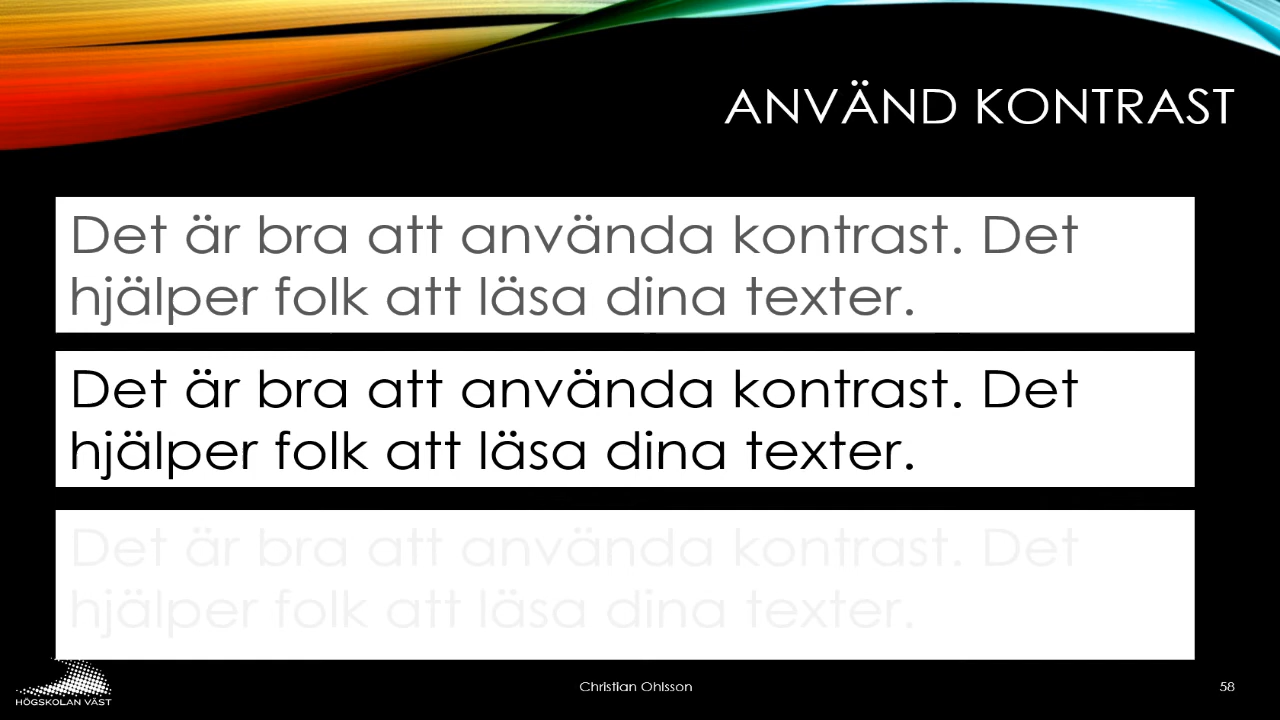 ANVÄND KONTRAST
Det är bra att använda kontrast. Det
hjälper folk att läsa dina texter.
Det är bra att använda kontrast. Det
hjälper folk att läsa dina texter.
Det är bra att använda kontrast. Det
hjälper folk att läsa dina texter.
HÖGSKOLAN VÄST
Christian Ohlsson
58